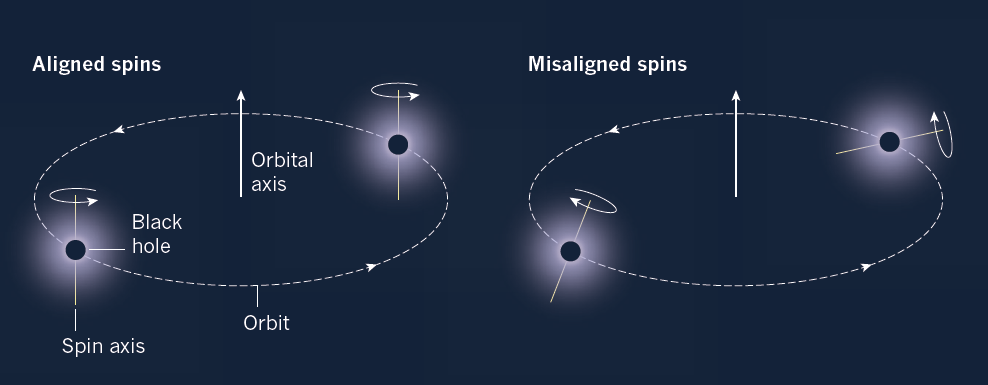 Aligned spins
Orbital
axis
Black
hole
Orbit
Spin axis
Misaligned spins